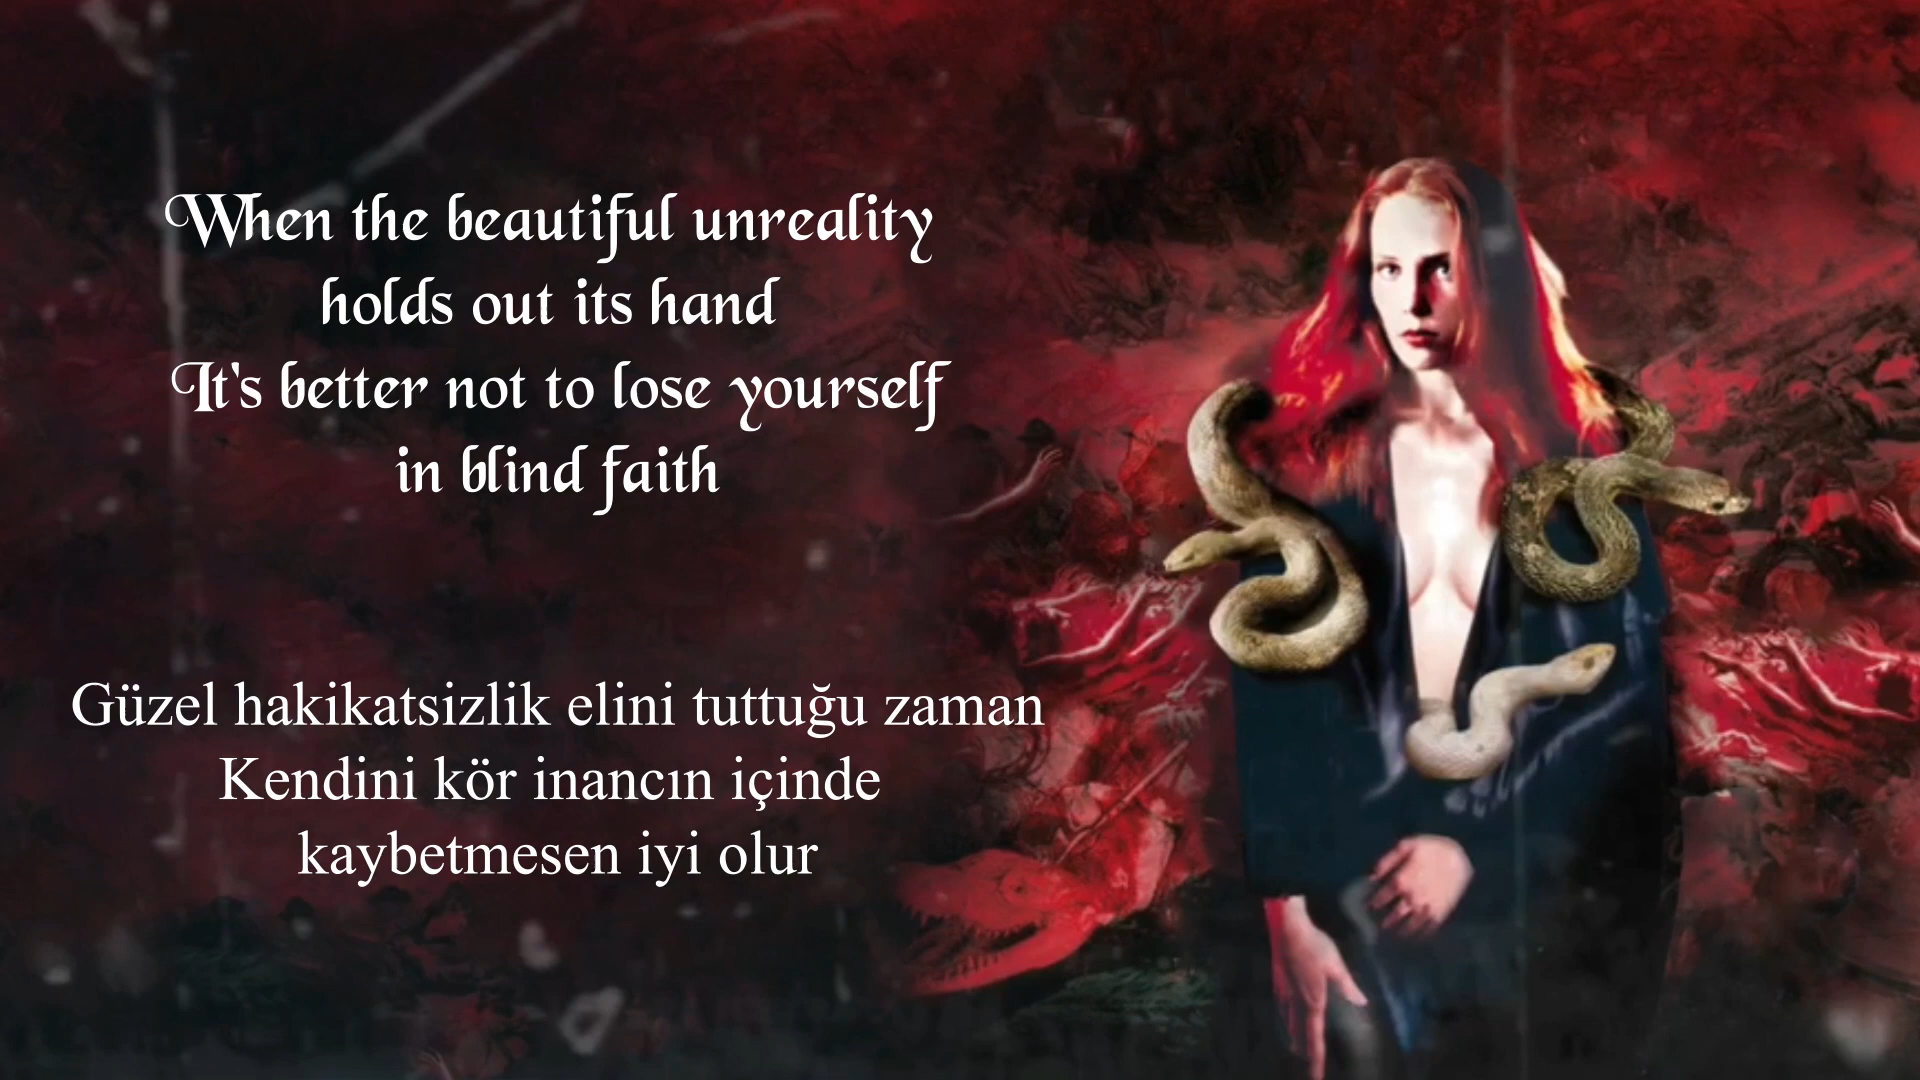 When the beautiful unreality
holds out its hand
It's better not to lose yourself
in blind faith
Güzel hakikatsizlik elini tuttuğu zaman
Kendini kör inancın içinde
kaybetmesen iyi olur